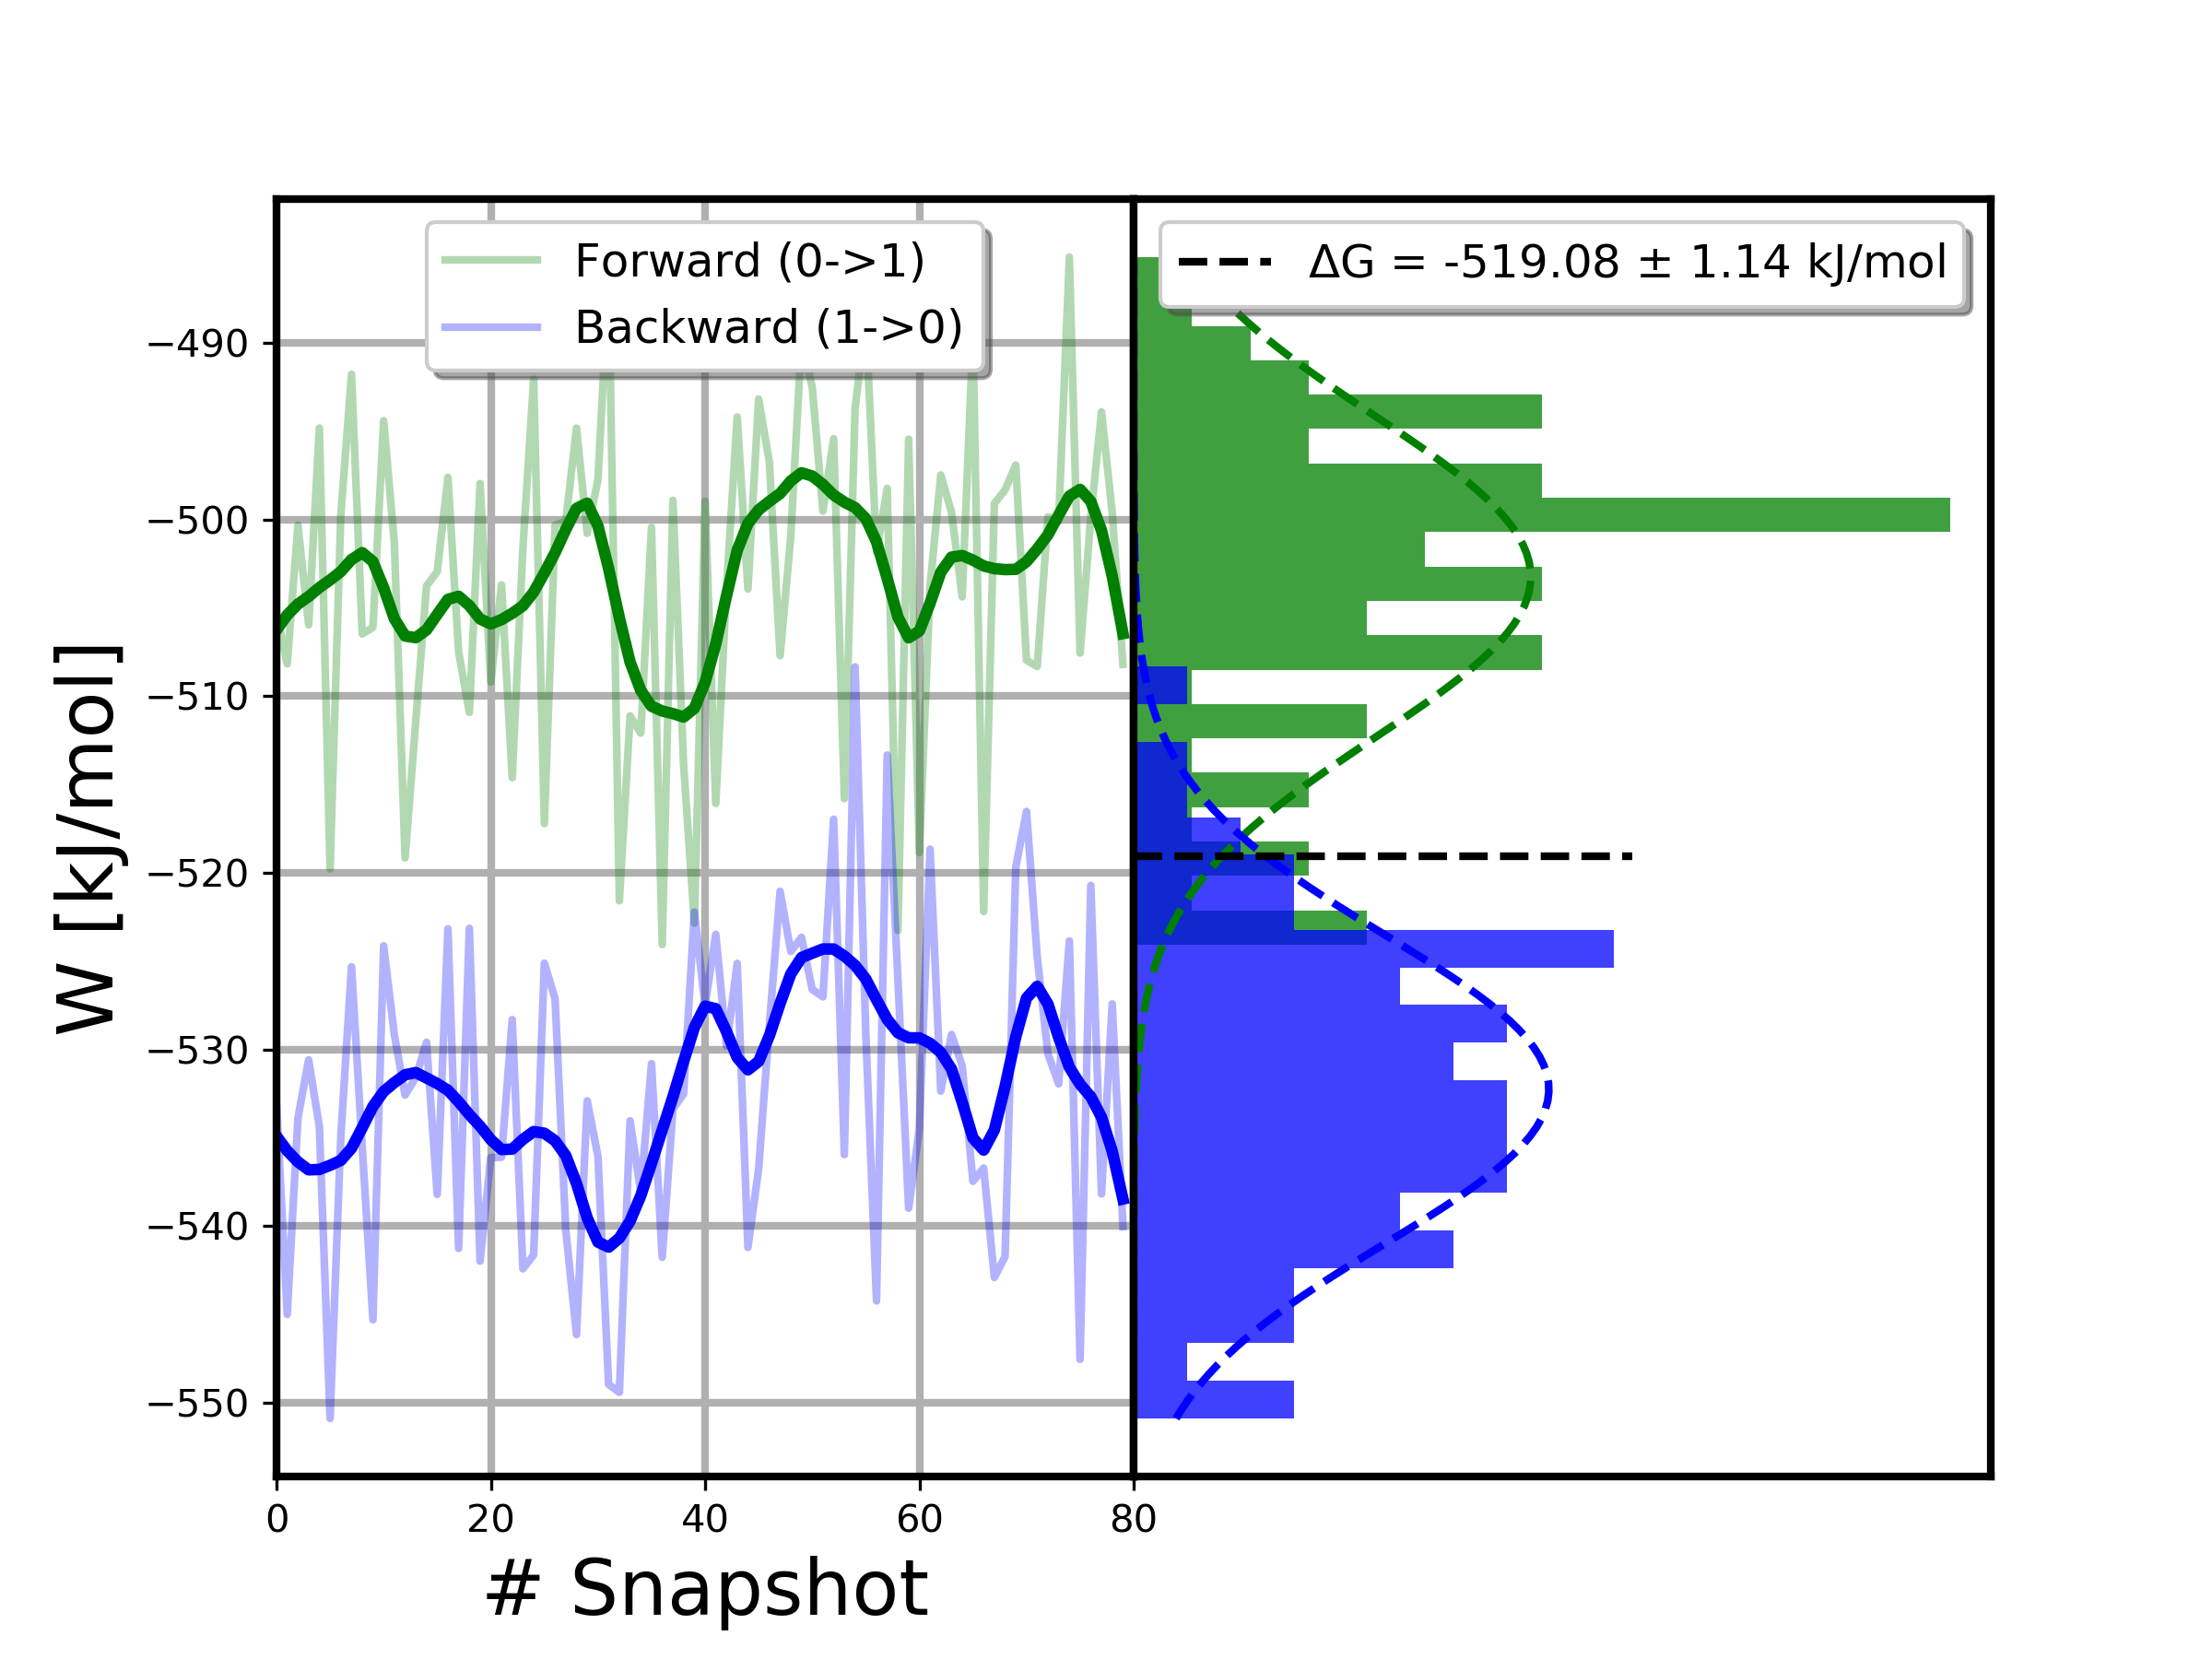 Forward (0->1)
Backward (1->0)
ΔG = -519.08 ± 1.14 kJ/mol
W [kJ/mol]
−490
−500
−510
−520
−530
−540
−550
0
20
40
60
80
# Snapshot